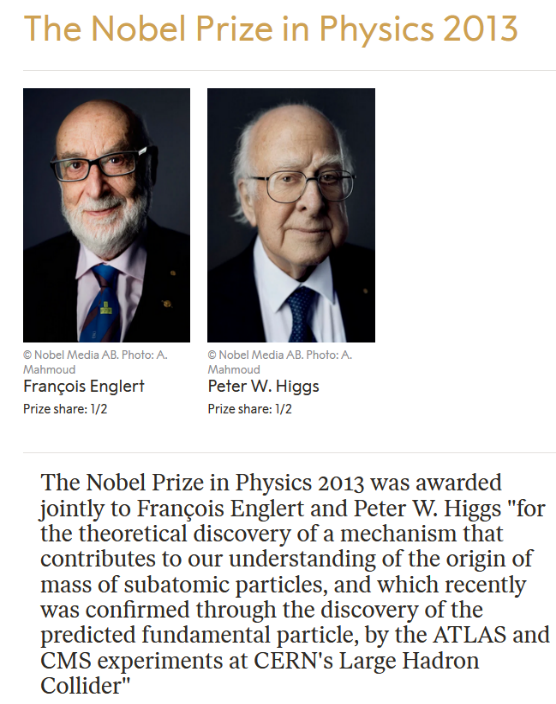 The Nobel Prize in Physics 2013
© Nobel Media AB. Photo: A.
Mahmoud
François Englert
Prize share: 1/2
© Nobel Media AB. Photo: A.
Mahmoud
Peter W. Higgs
Prize share: 1/2
The Nobel Prize in Physics 2013 was awarded
jointly to François Englert and Peter W. Higgs "for
the theoretical discovery of a mechanism that
contributes to our understanding of the origin of
mass of subatomic particles, and which recently
was confirmed through the discovery of the
predicted fundamental particle, by the ATLAS and
CMS experiments at CERN's Large Hadron
Collider"